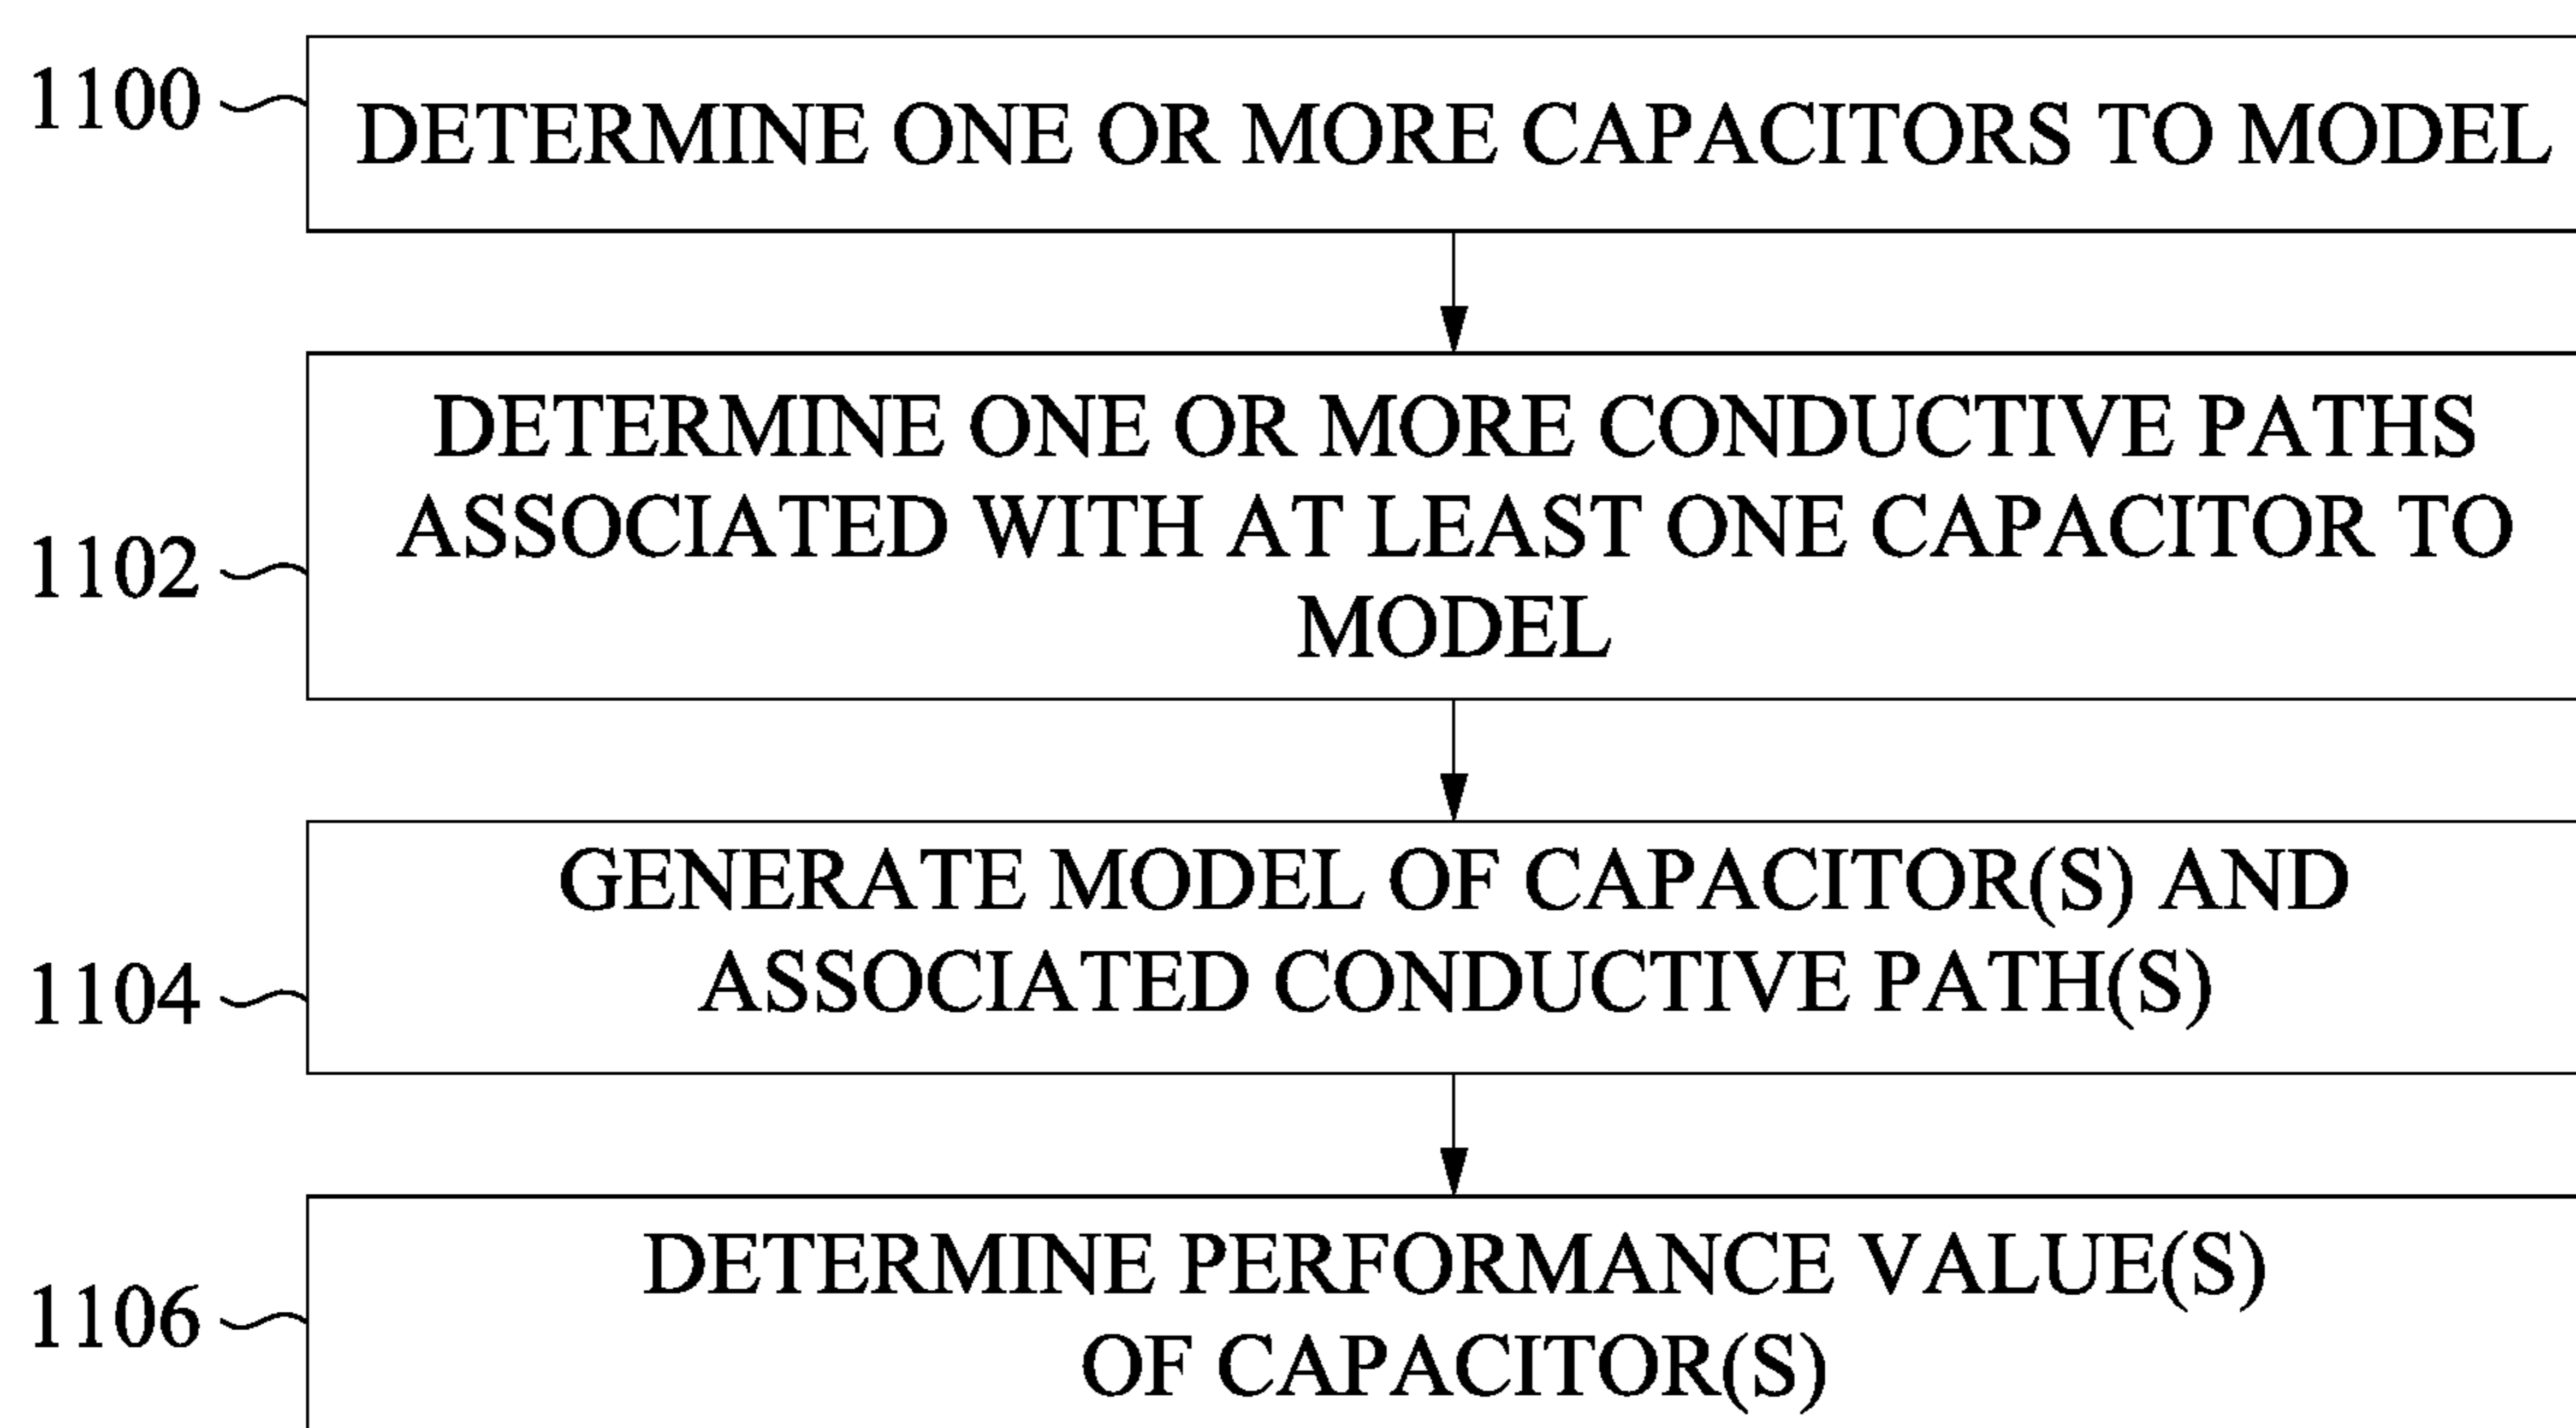 1100
DETERMINE ONE OR MORE CAPACITORS TO MODEL
DETERMINE ONE OR MORE CONDUCTIVE PATHS
ASSOCIATED WITH AT LEAST ONE CAPACITOR TO
1102
MODEL
GENERATE MODEL OF CAPACITOR(S) AND
ASSOCIATED CONDUCTIVE PATH(S)
1104
DETERMINE PERFORMANCE VALUE(S)
1106
OF CAPACITOR(S)